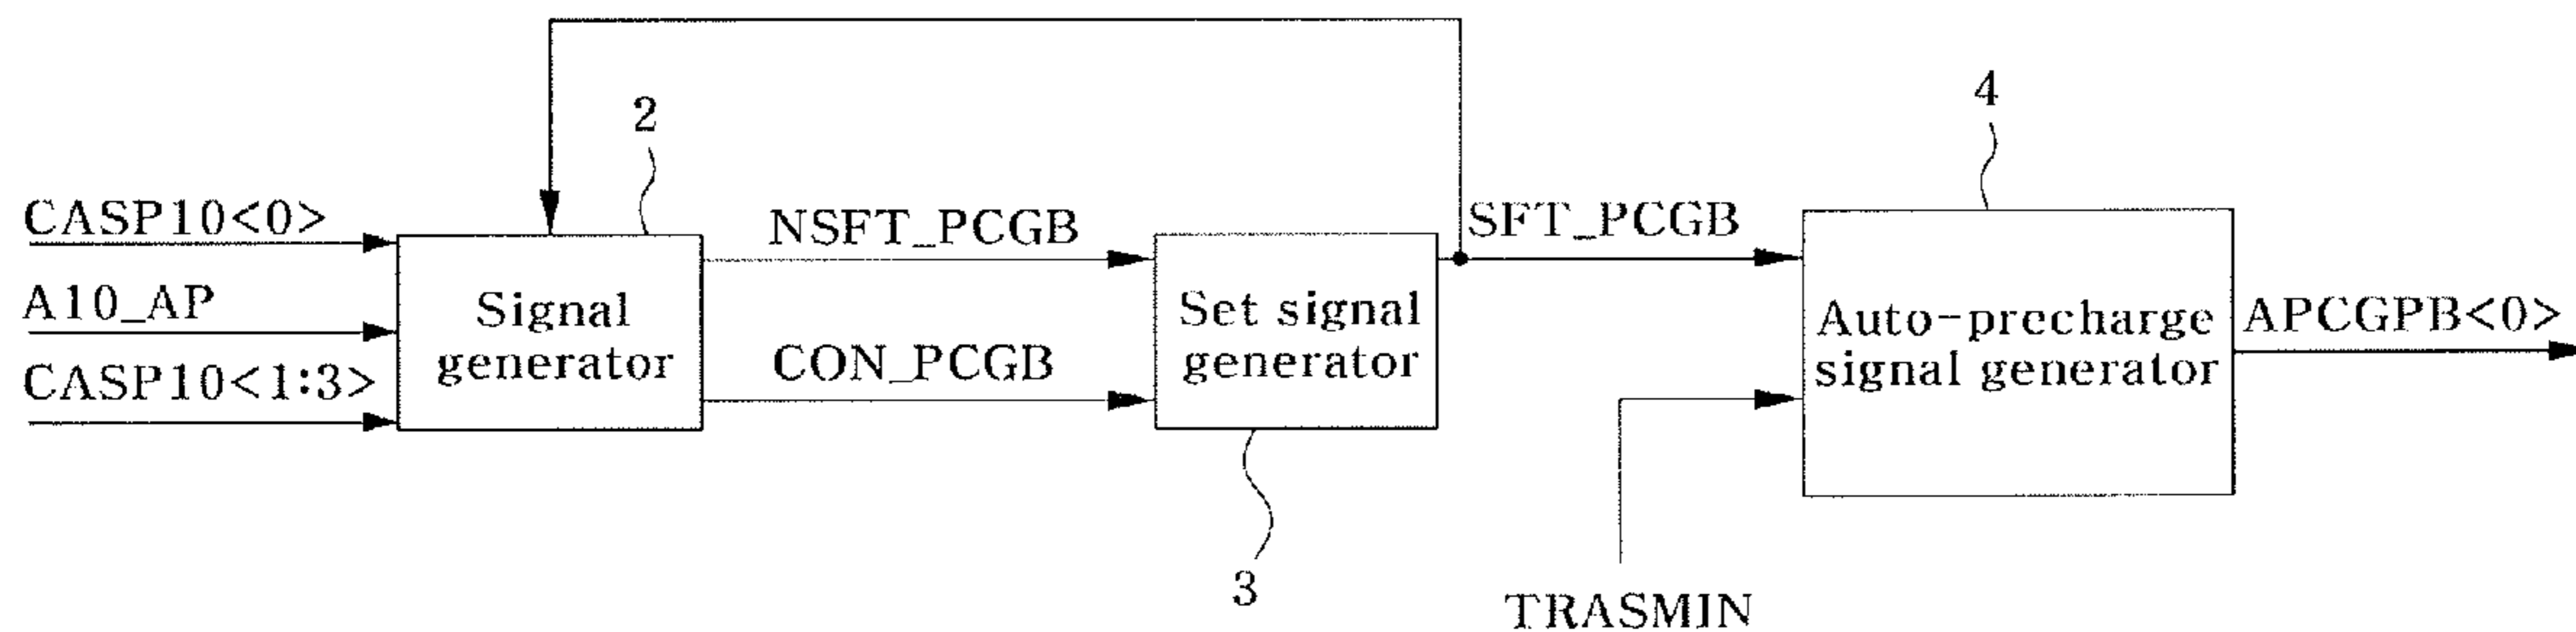 2
4
CASP10<0>
A10_AP
CASP10<1:3>
Signal
generator
NSFT_PCGB
CON_PCGB
Set signal
generator
3
SFT_PCGB
TRASMIN
Auto-precharge
signal generator
APCGPB<0>